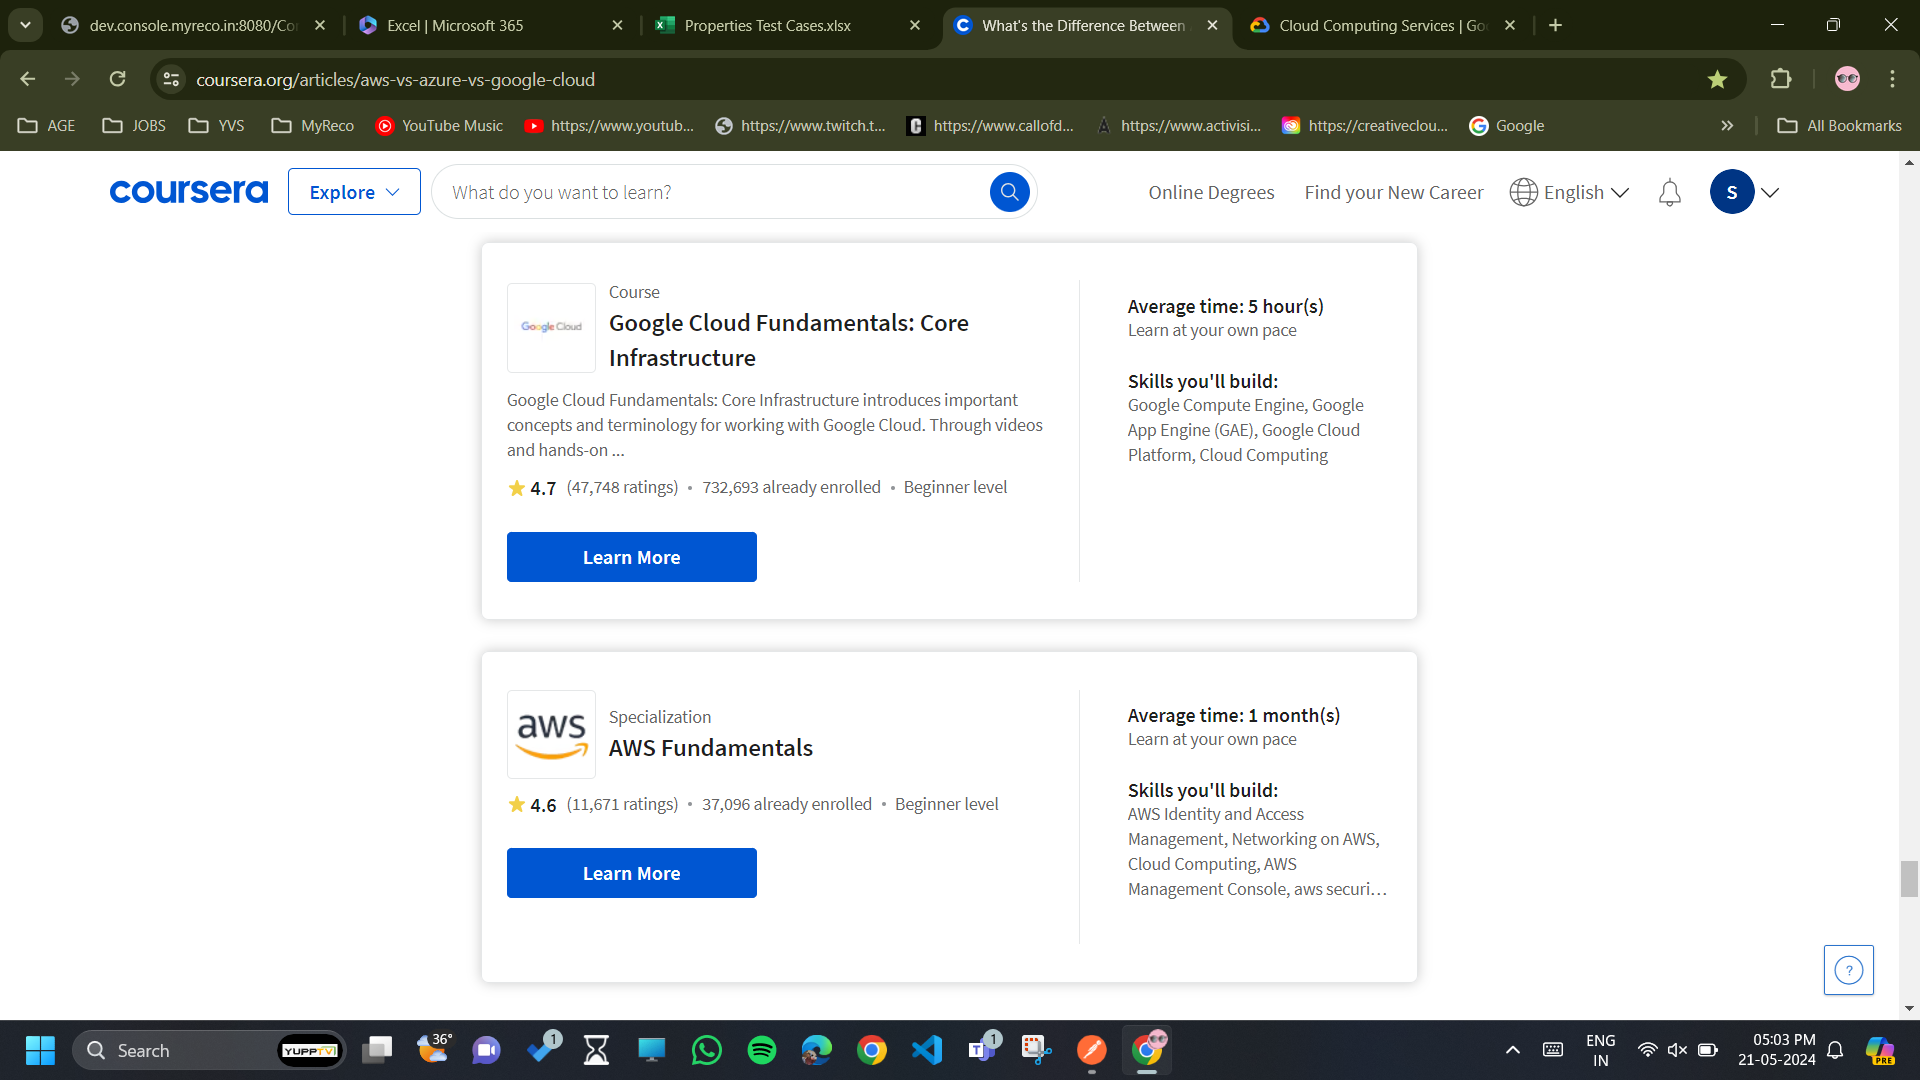 dev.console.myreco.in:8080/Co
Excel | Microsoft 365
Properties Test Cases.xlsx
What's the Difference Between
Cloud Computing Services | Go
coursera.org/articles/aws-vs-azure-vs-google-cloud
AGE
JOBS
YVS
MyReco
YouTube Music
https://www.youtub...
https://www.twitch.t...
https://www.callofd...
https://www.activisi...
https://creativeclou...
Google
All Bookmarks
coursera
Explore
What do you want to learn?
Online Degrees
Find your New Career
English
S
Google Cloud
Course
Google Cloud Fundamentals: Core
Infrastructure
Google Cloud Fundamentals: Core Infrastructure introduces important
concepts and terminology for working with Google Cloud. Through videos
and hands-on ...
4.7 (47,748 ratings) • 732,693 already enrolled • Beginner level
Learn More
Average time: 5 hour(s)
Learn at your own pace
Skills you'll build:
Google Compute Engine, Google
App Engine (GAE), Google Cloud
Platform, Cloud Computing
aws
Specialization
AWS Fundamentals
4.6 (11,671 ratings) • 37,096 already enrolled • Beginner level
Learn More
Average time: 1 month(s)
Learn at your own pace
Skills you'll build:
AWS Identity and Access
Management, Networking on AWS,
Cloud Computing, AWS
Management Console, aws securi...
?
Search
YUPPTV
36°
1
1
ENG
IN
05:03 PM
21-05-2024
PRE